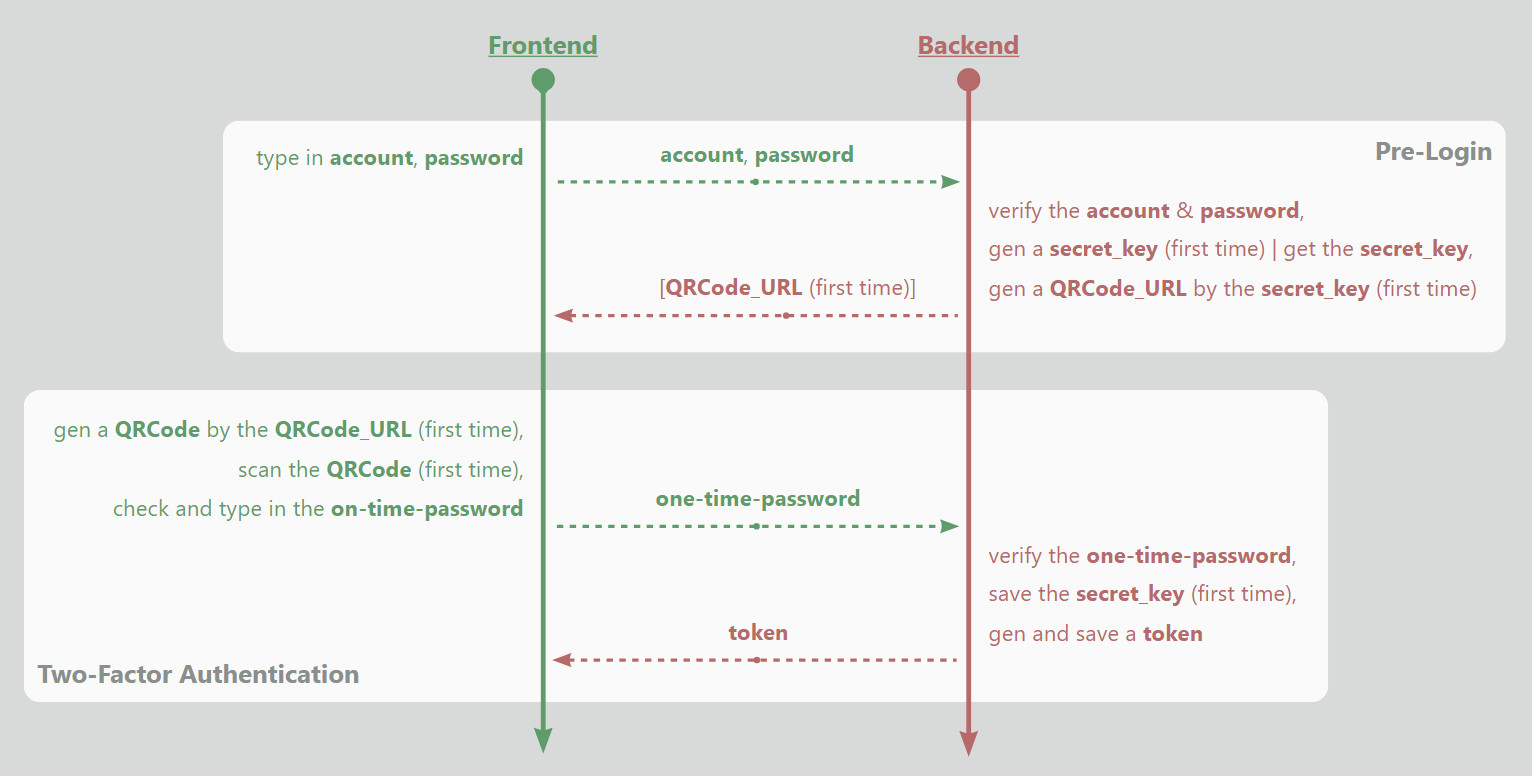 Frontend
Backend
type in account, password
account, password
Pre-Login
verify the account & password,
gen a secret_key (first time) | get the secret_key,
[QRCode_URL (first time)]
gen a QRCode_URL by the secret_key (first time)
gen a QRCode by the QRCode_URL (first time),
scan the QRCode (first time),
check and type in the on-time-password
one-time-password
verify the one-time-password,
save the secret_key (first time),
token
gen and save a token
Two-Factor Authentication